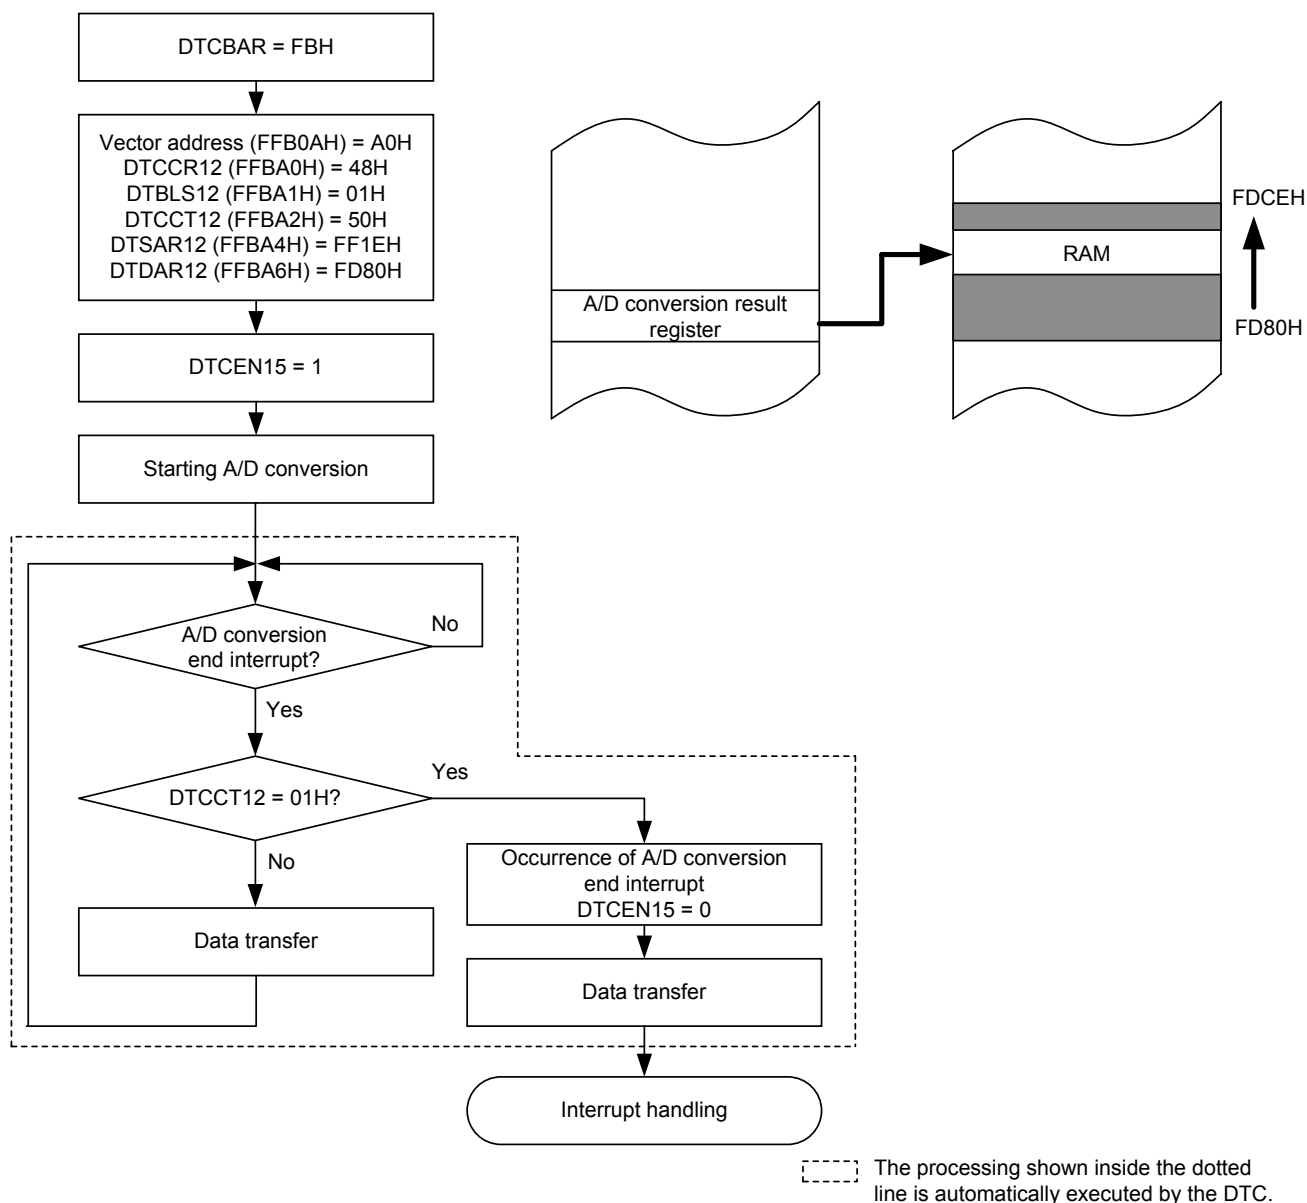 DTCBAR = FBH
Vector address (FFB0AH) = A0H
DTCCR12 (FFBA0H) = 48H
DTBLS12 (FFBA1H) = 01H
DTCCT12 (FFBA2H) = 50H
DTSAR12 (FFBA4H) = FF1EH
DTDAR12 (FFBA6H) = FD80H
DTCEN15 = 1
Starting A/D conversion
A/D conversion
end interrupt?
No
Yes
DTCCT12 = 01H?
Yes
No
Data transfer
Occurrence of A/D conversion
end interrupt
DTCEN15 = 0
Data transfer
Interrupt handling
A/D conversion result
register
RAM
FDCEH
FD80H
The processing shown inside the dotted
line is automatically executed by the DTC.